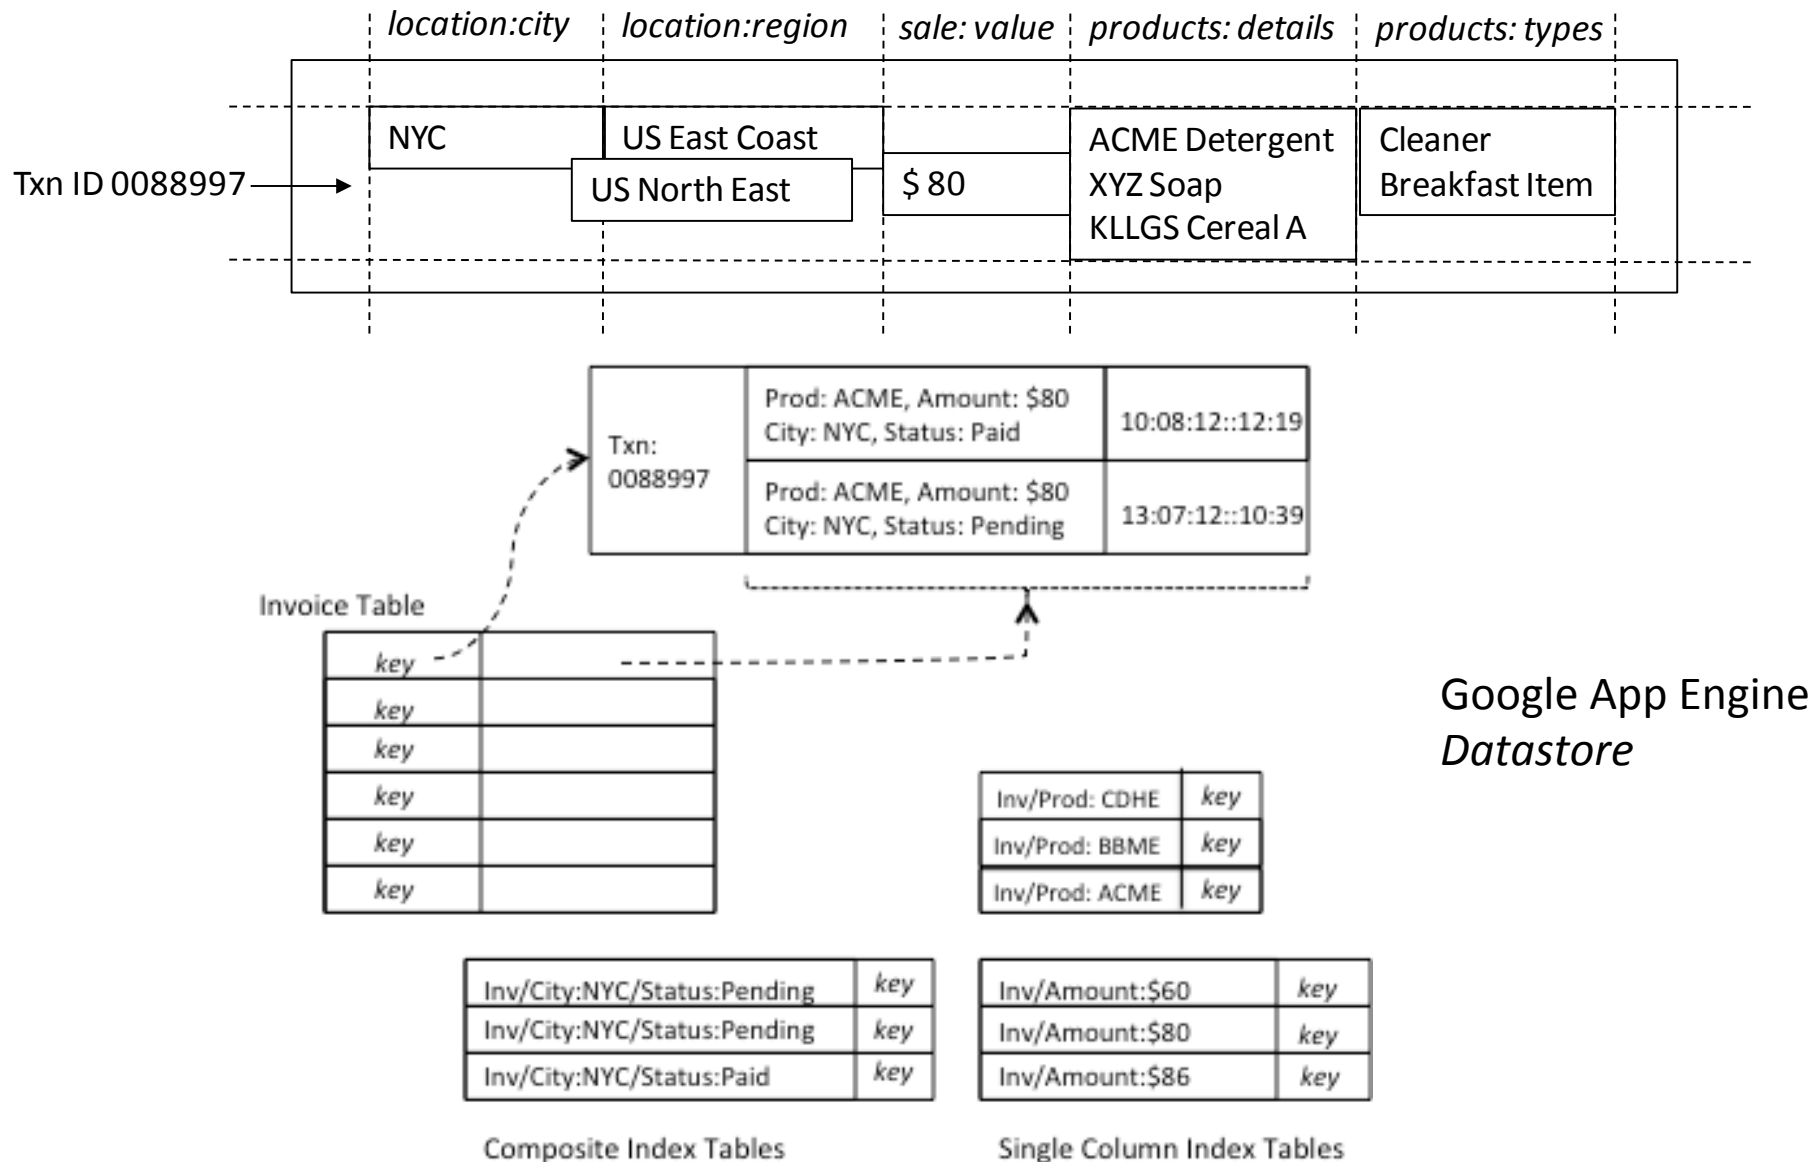 location:city location:region sale: value products: details products: types
NYC US East Coast ACME Detergent Cleaner
Txn ID 0088997 US North East $ 80 XYZ Soap Breakfast Item
KLLGS Cereal A
Txn:
0088997
Prod: ACME, Amount: $80
City: NYC, Status: Paid
10:08:12::12:19
Prod: ACME, Amount: $80
City: NYC, Status: Pending
13:07:12::10:39
Invoice Table
key
key
key
key
key
key
Google App Engine
Datastore
Inv/Prod: CDHE key
Inv/Prod: BBME key
Inv/Prod: ACME key
Inv/City:NYC/Status:Pending key
Inv/City:NYC/Status:Pending key
Inv/City:NYC/Status:Paid key
Composite Index Tables
Inv/Amount:$60 key
Inv/Amount:$80 key
Inv/Amount:$86 key
Single Column Index Tables